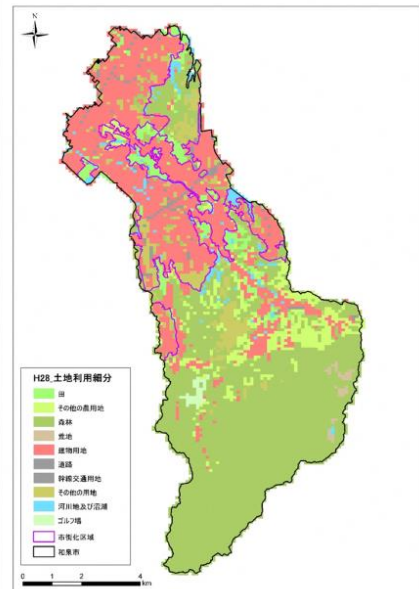 N
H28_土地利用細分
田
その他の農用地
森林
荒地
建物用地
道路
幹線交通用地
その他の用地
河川地及び湖沼
ゴルフ場
市街化区域
和泉市
0 1 2 4
km